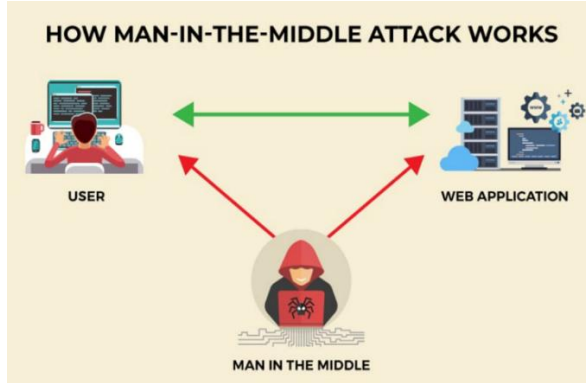 HOW MAN-IN-THE-MIDDLE ATTACK WORKS
USER
WEB APPLICATION
MAN IN THE MIDDLE